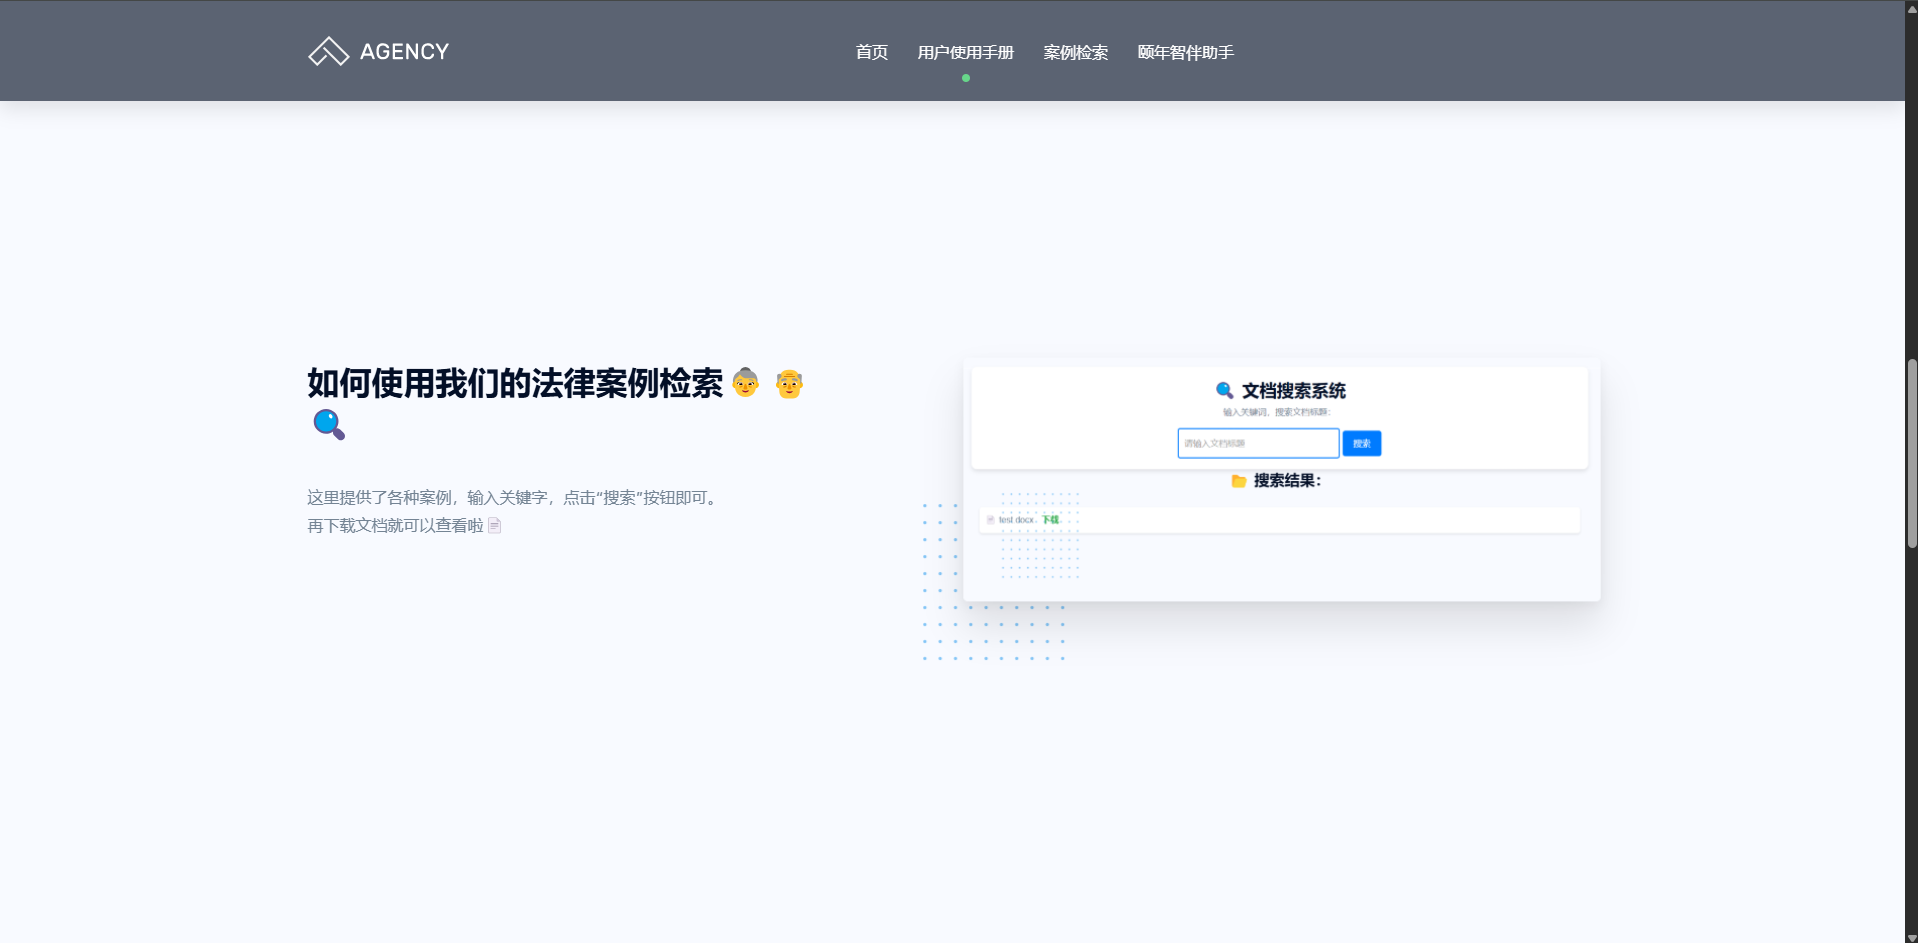 AGENCY
首页 用户使用手册 案例检索 颐年智伴助手
如何使用我们的法律案例检索
这里提供了各种案例，输入关键字，点击“搜索”按钮即可。
再下载文档就可以查看啦
文档搜索系统
输入关键词，搜索文档标题：
请输入文档标题 搜索
搜索结果：
test docx 下载